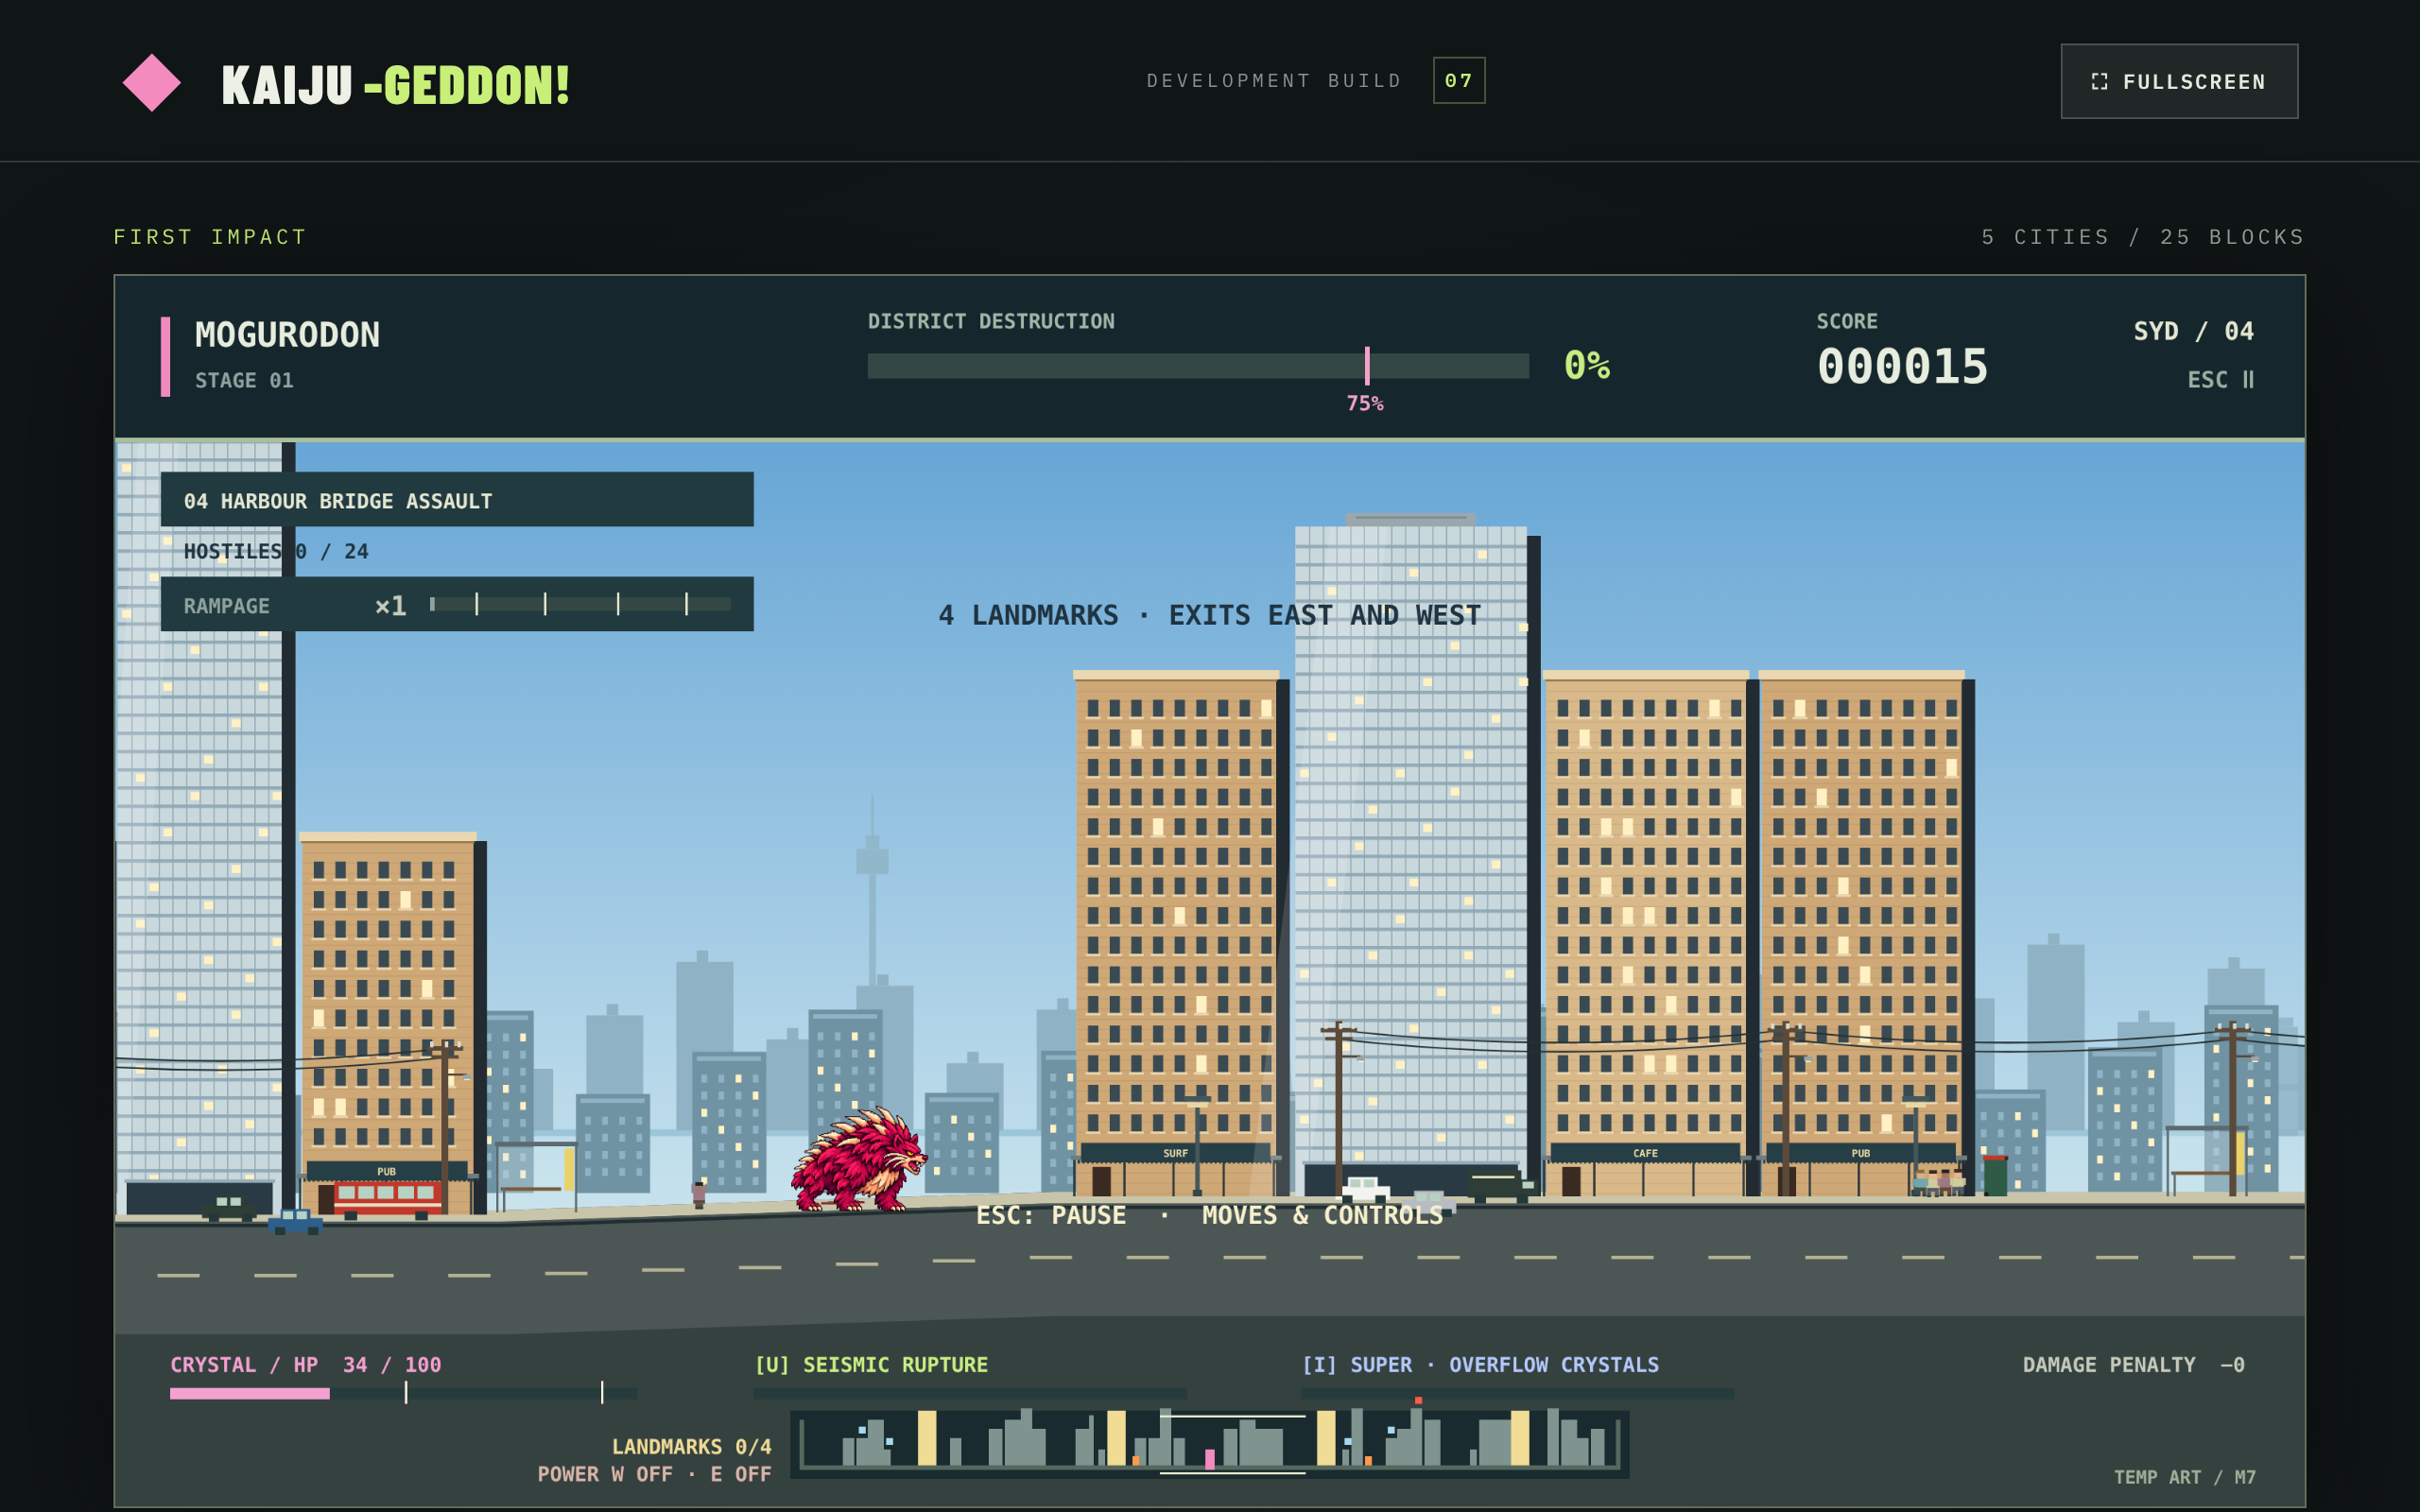 KAIJU-GEDDON!
DEVELOPMENT BUILD 07
FULLSCREEN
FIRST IMPACT
5 CITIES / 25 BLOCKS
MOGURODON
STAGE 01
DISTRICT DESTRUCTION
0%
75%
SCORE
000015
SYD / 04
ESC II
04 HARBOUR BRIDGE ASSAULT
HOSTILES 0 / 24
RAMPAGE ×1
4 LANDMARKS · EXITS EAST AND WEST
PUB
SURF
CAFE
PUB
ESC: PAUSE · MOVES & CONTROLS
CRYSTAL / HP 34 / 100
[U] SEISMIC RUPTURE
[I] SUPER · OVERFLOW CRYSTALS
DAMAGE PENALTY −0
LANDMARKS 0/4
POWER W OFF · E OFF
TEMP ART / M7